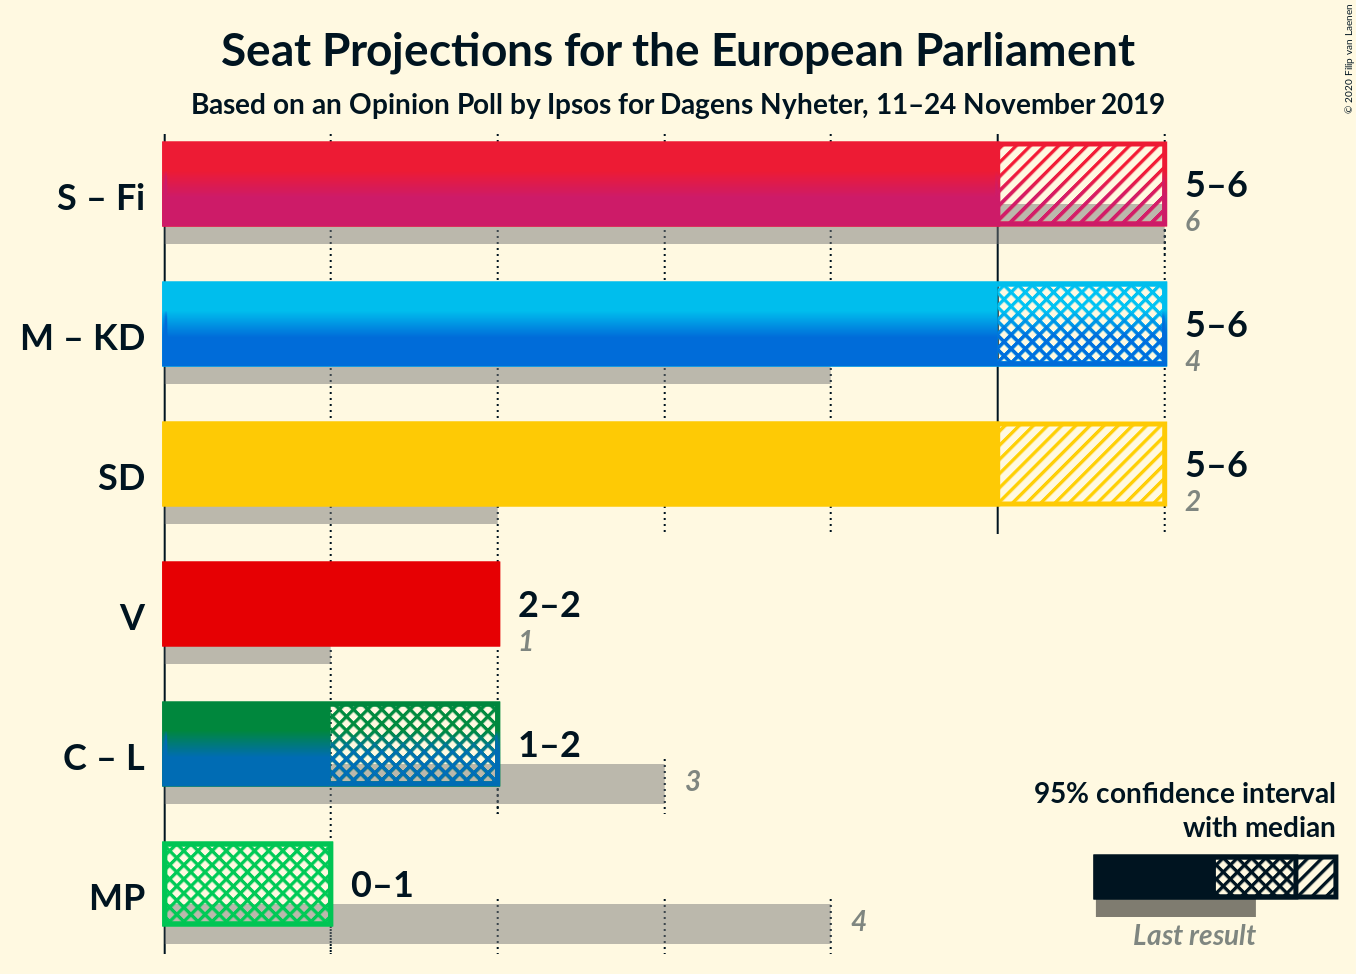 Seat Projections for the European Parliament
Based on an Opinion Poll by Ipsos for Dagens Nyheter, 11–24 November 2019
© 2020 Filip van Laenen
S – Fi
5–6
6
M – KD
5–6
4
SD
5–6
2
V
2–2
1
C – L
1–2
3
MP
0–1
4
95% confidence interval
with median
Last result